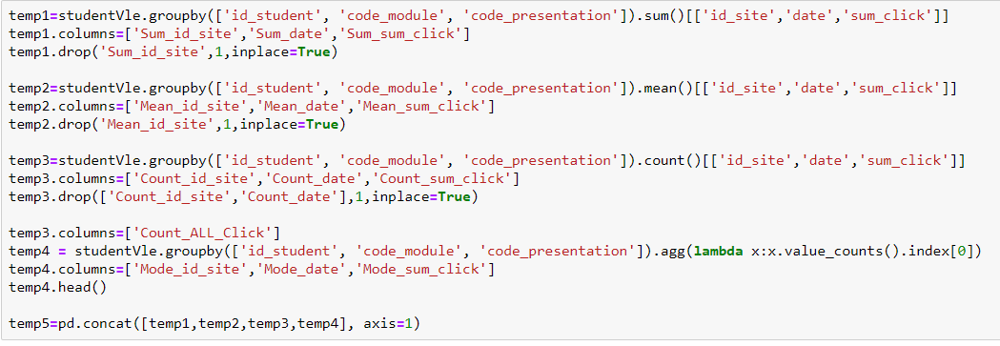 temp1=studentVle.groupby(['id_student', 'code_module', 'code_presentation']).sum()[['id_site','date','sum_click']]
temp1.columns=['Sum_id_site','Sum_date','Sum_sum_click']
temp1.drop('Sum_id_site',1,inplace=True)
temp2=studentVle.groupby(['id_student', 'code_module', 'code_presentation']).mean()[['id_site','date','sum_click']]
temp2.columns=['Mean_id_site','Mean_date','Mean_sum_click']
temp2.drop('Mean_id_site',1,inplace=True)
temp3=studentVle.groupby(['id_student', 'code_module', 'code_presentation']).count()[['id_site','date','sum_click']]
temp3.columns=['Count_id_site','Count_date','Count_sum_click']
temp3.drop(['Count_id_site','Count_date'],1,inplace=True)
temp3.columns=['Count_ALL_Click']
temp4 = studentVle.groupby(['id_student', 'code_module', 'code_presentation']).agg(lambda x:x.value_counts().index[0])
temp4.columns=['Mode_id_site','Mode_date','Mode_sum_click']
temp4.head()
temp5=pd.concat([temp1,temp2,temp3,temp4], axis=1)